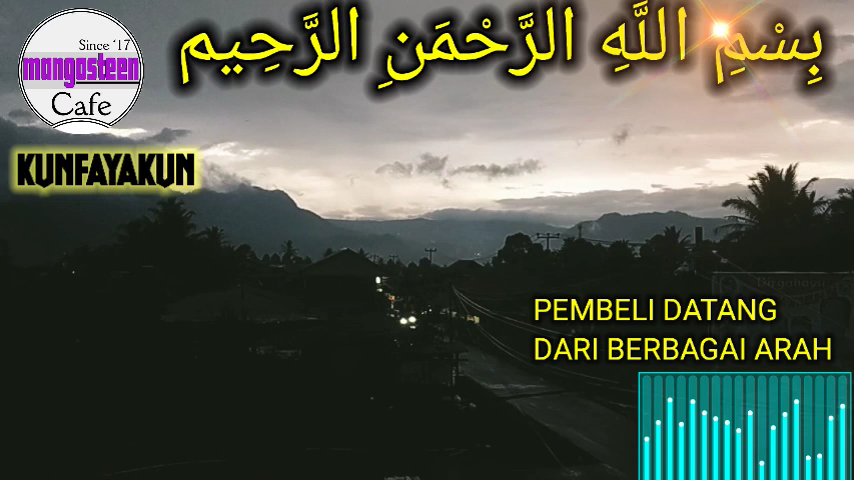 بِسْمِ اللَّهِ الرَّحْمَنِ الرَّحِيم
Since '17
mangosteen
Cafe
KUNFAYAKUN
PEMBELI DATANG
DARI BERBAGAI ARAH